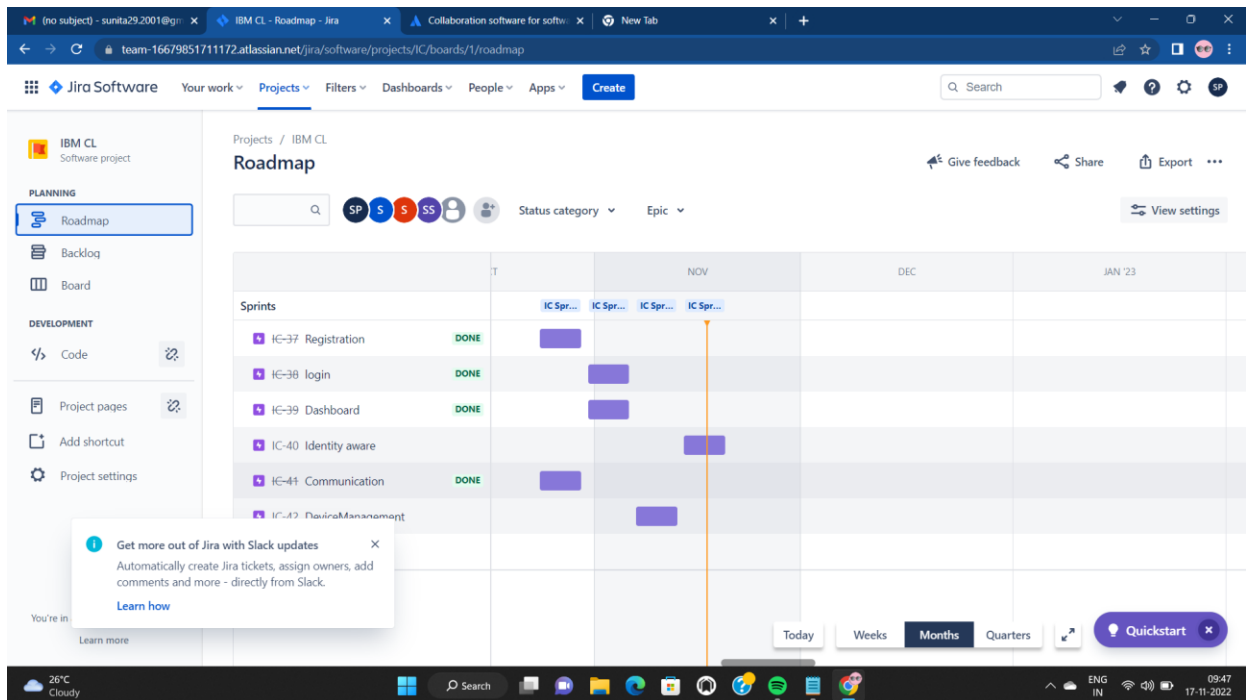 (no subject) - sunita29.2001@gm
IBM CL - Roadmap - Jira
Collaboration software for softw
New Tab
team-16679851711172.atlassian.net/jira/software/projects/IC/boards/1/roadmap
Jira Software
Your work
Projects
Filters
Dashboards
People
Apps
Create
Search
SP
IBM CL
Software project
PLANNING
Roadmap
Backlog
Board
DEVELOPMENT
Code
Project pages
Add shortcut
Project settings
You're in
Learn more
Projects / IBM CL
Roadmap
Give feedback
Share
Export
SP S S SS
Status category
Epic
View settings
T NOV DEC JAN '23
Sprints IC Spr... IC Spr... IC Spr... IC Spr...
IC-37 Registration DONE
IC-38 login DONE
IC-39 Dashboard DONE
IC-40 Identity aware
IC-41 Communication DONE
IC-42 DeviceManagement
Get more out of Jira with Slack updates
Automatically create Jira tickets, assign owners, add
comments and more - directly from Slack.
Learn how
Today
Weeks
Months
Quarters
Quickstart
26°C
Cloudy
Search
ENG
IN
09:47
17-11-2022